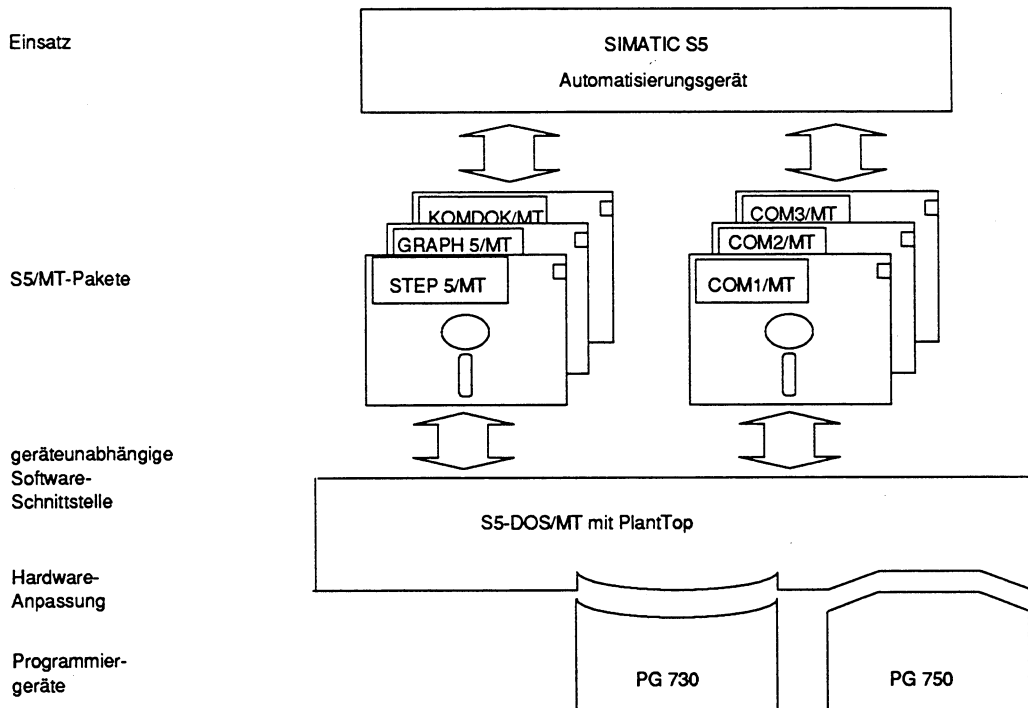 Einsatz
SIMATIC S5
Automatisierungsgerät
KOMDOK/MT
GRAPH 5/MT
STEP 5/MT
COM3/MT
COM2/MT
COM1/MT
S5/MT-Pakete
geräteunabhängige
Software-
Schnittstelle
S5-DOS/MT mit PlantTop
Hardware-
Anpassung
Programmier-
geräte
PG 730
PG 750